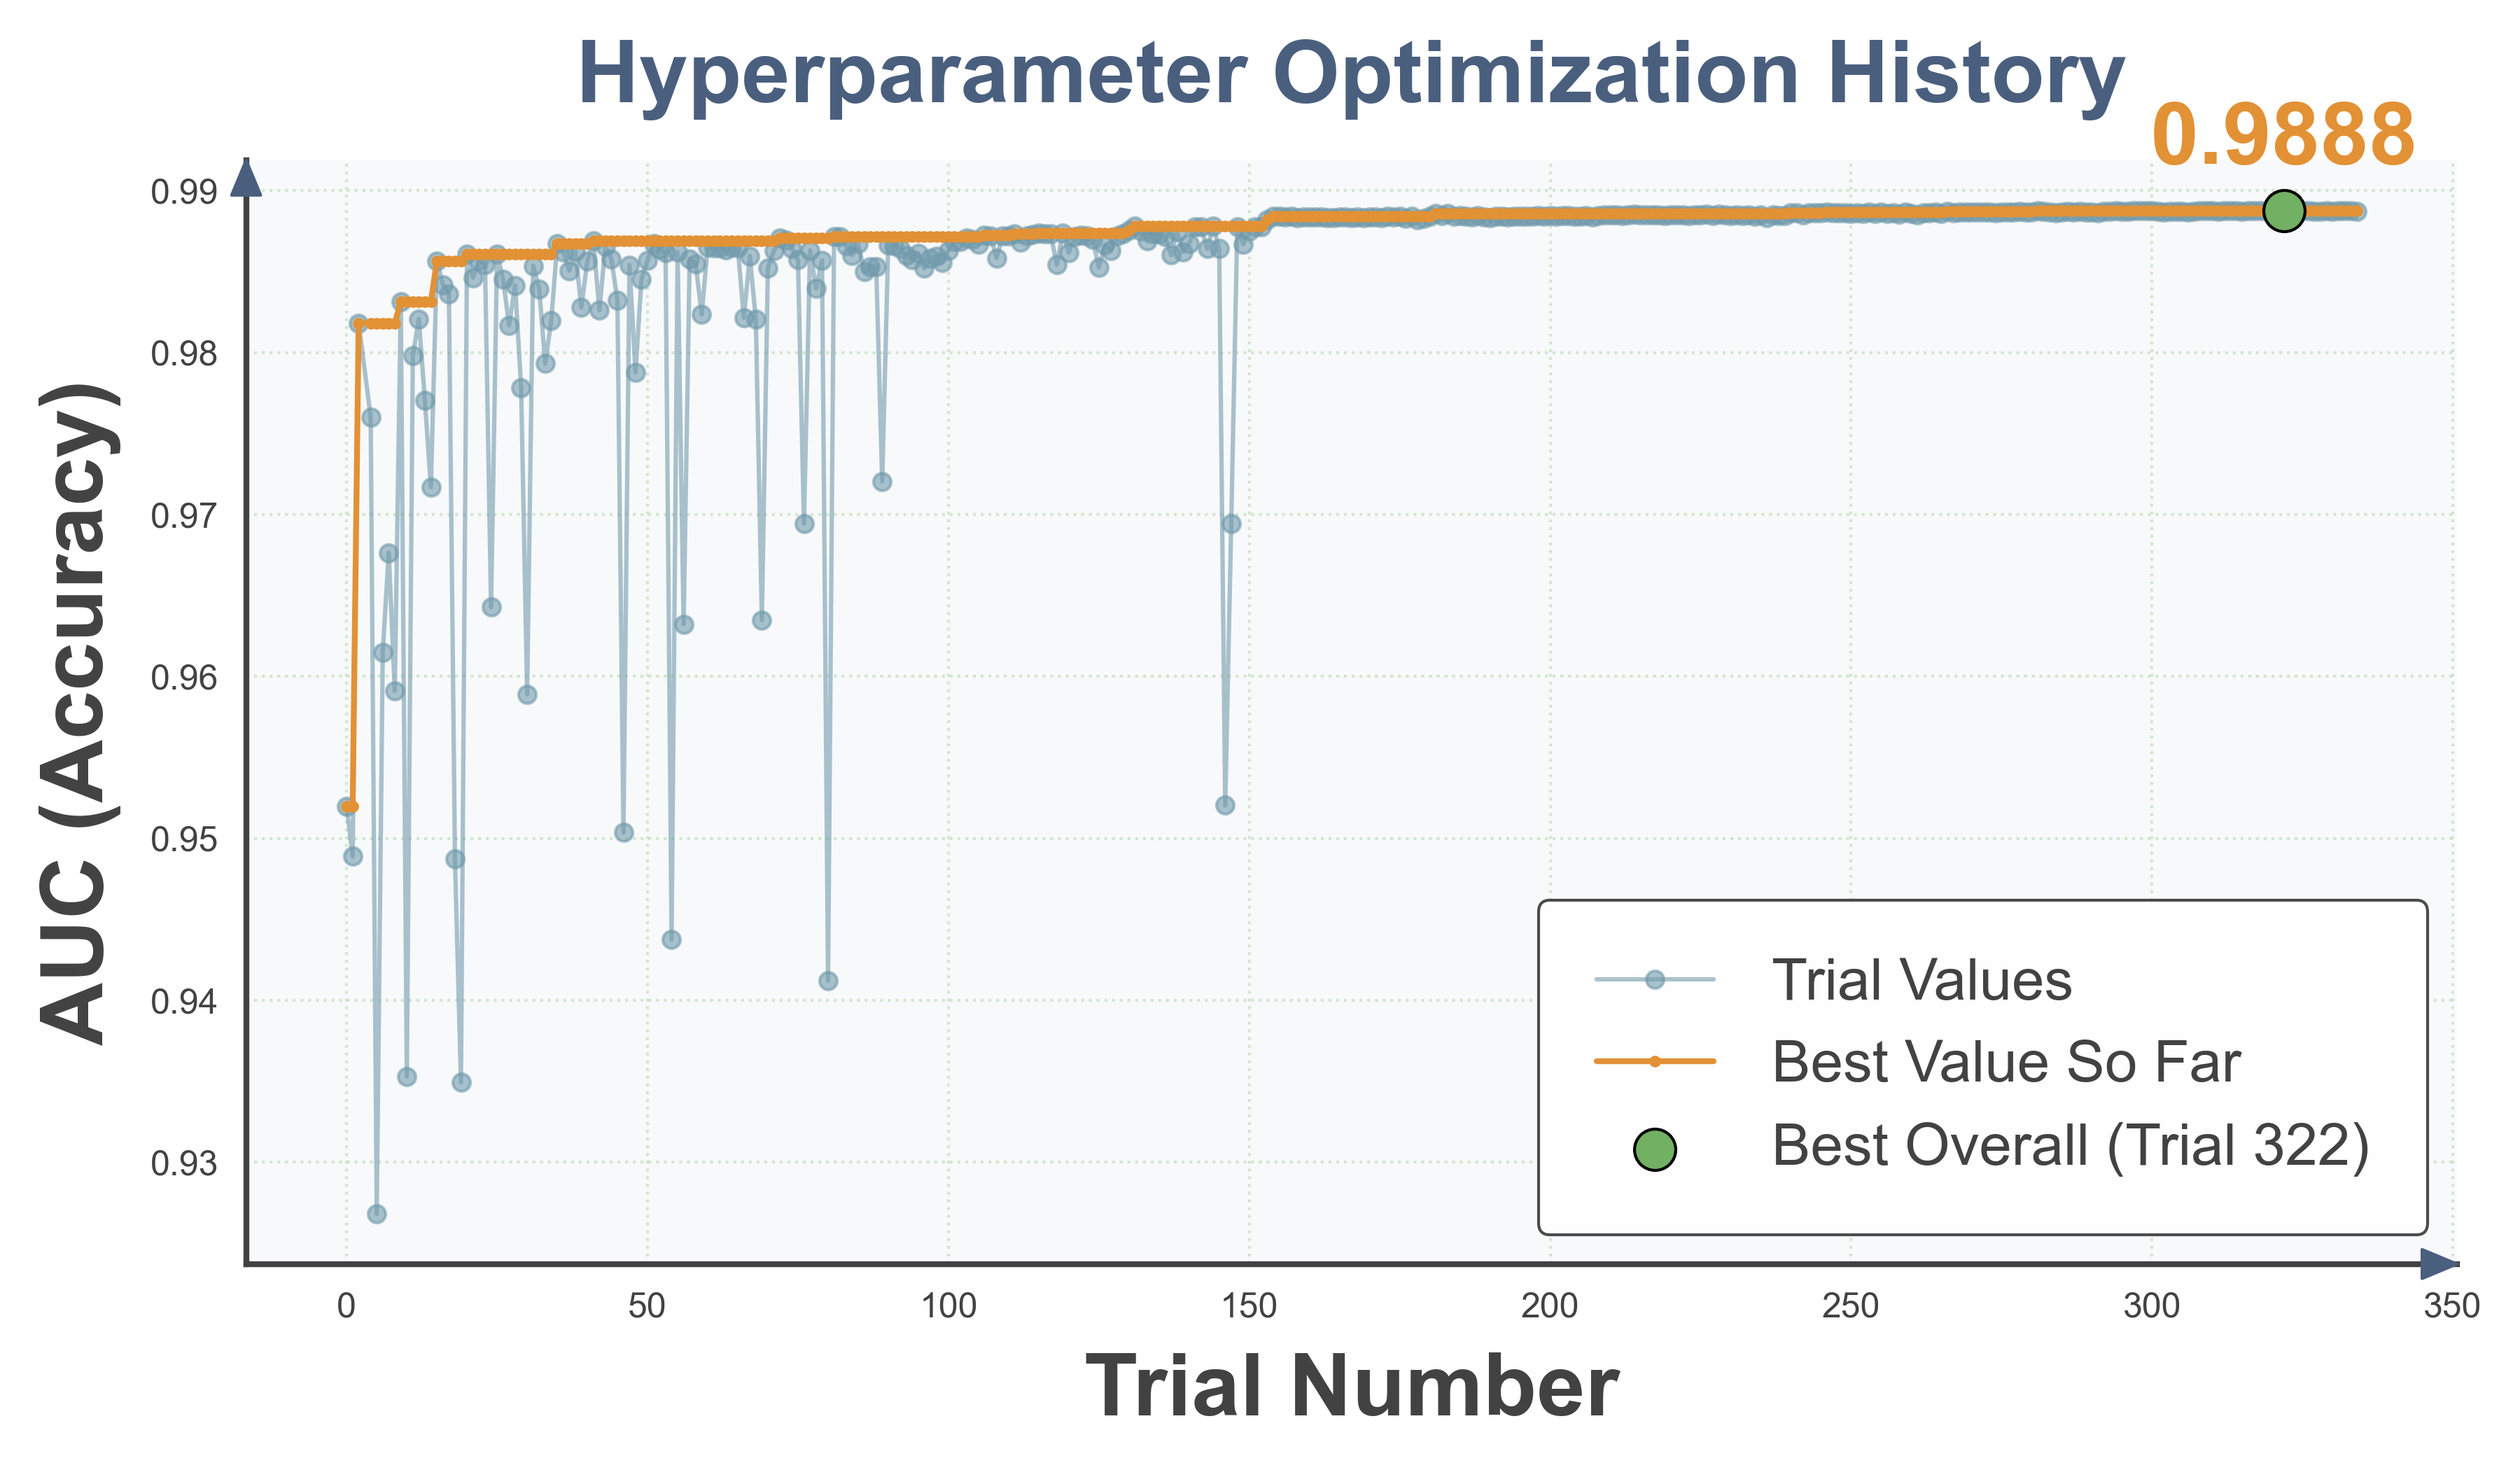 Hyperparameter Optimization History
0.9888
0.99
0.98
0.97
0.96
0.95
0.94
0.93
AUC (Accuracy)
Trial Values
Best Value So Far
Best Overall (Trial 322)
0 50 100 150 200 250 300 350
Trial Number